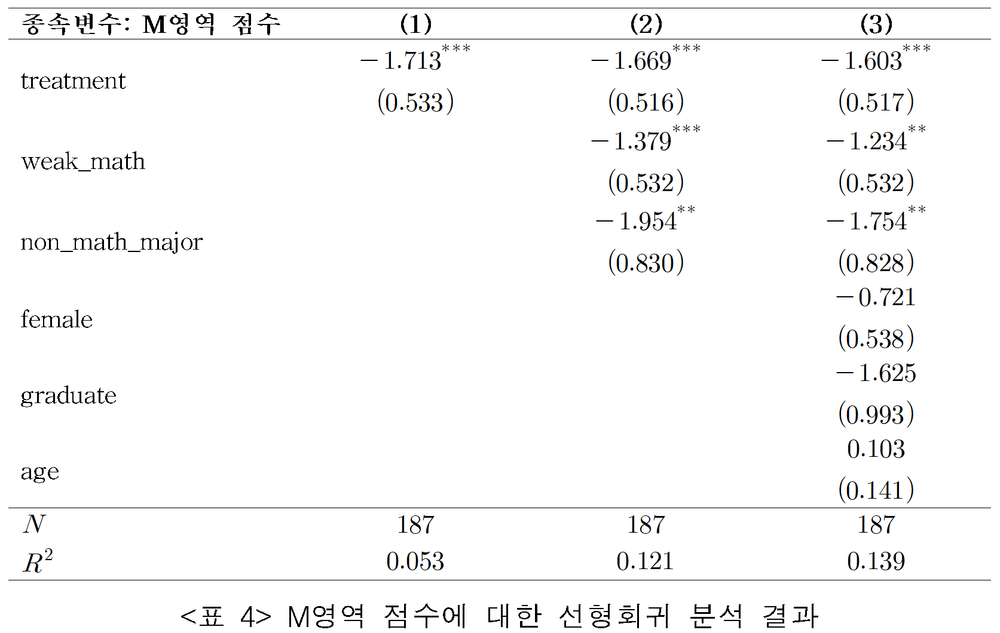 종속변수: M영역 점수 (1) (2) (3)
−1.713*** −1.669*** −1.603***
treatment
(0.533) (0.516) (0.517)
−1.379*** −1.234**
weak_math
(0.532) (0.532)
−1.954** −1.754**
non_math_major
(0.830) (0.828)
−0.721
female
(0.538)
−1.625
graduate
(0.993)
0.103
age
(0.141)
N 187 187 187
R² 0.053 0.121 0.139
<표 4> M영역 점수에 대한 선형회귀 분석 결과